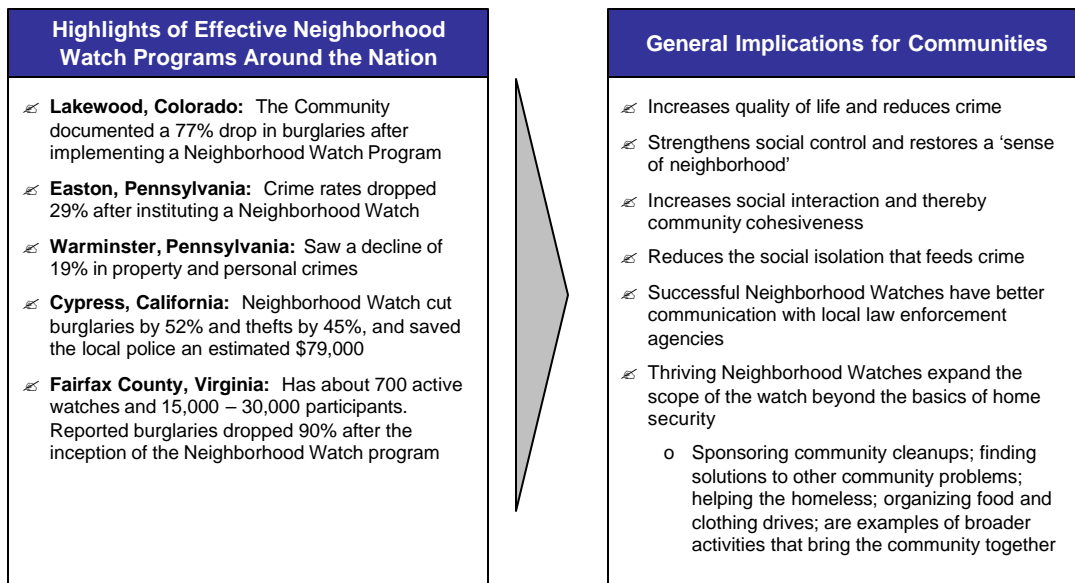 Highlights of Effective Neighborhood
Watch Programs Around the Nation
Lakewood, Colorado: The Community
documented a 77% drop in burglaries after
implementing a Neighborhood Watch Program
Easton, Pennsylvania: Crime rates dropped
29% after instituting a Neighborhood Watch
Warminster, Pennsylvania: Saw a decline of
19% in property and personal crimes
Cypress, California: Neighborhood Watch cut
burglaries by 52% and thefts by 45%, and saved
the local police an estimated $79,000
Fairfax County, Virginia: Has about 700 active
watches and 15,000 – 30,000 participants.
Reported burglaries dropped 90% after the
inception of the Neighborhood Watch program
General Implications for Communities
Increases quality of life and reduces crime
Strengthens social control and restores a ‘sense
of neighborhood’
Increases social interaction and thereby
community cohesiveness
Reduces the social isolation that feeds crime
Successful Neighborhood Watches have better
communication with local law enforcement
agencies
Thriving Neighborhood Watches expand the
scope of the watch beyond the basics of home
security
o Sponsoring community cleanups; finding
solutions to other community problems;
helping the homeless; organizing food and
clothing drives; are examples of broader
activities that bring the community together